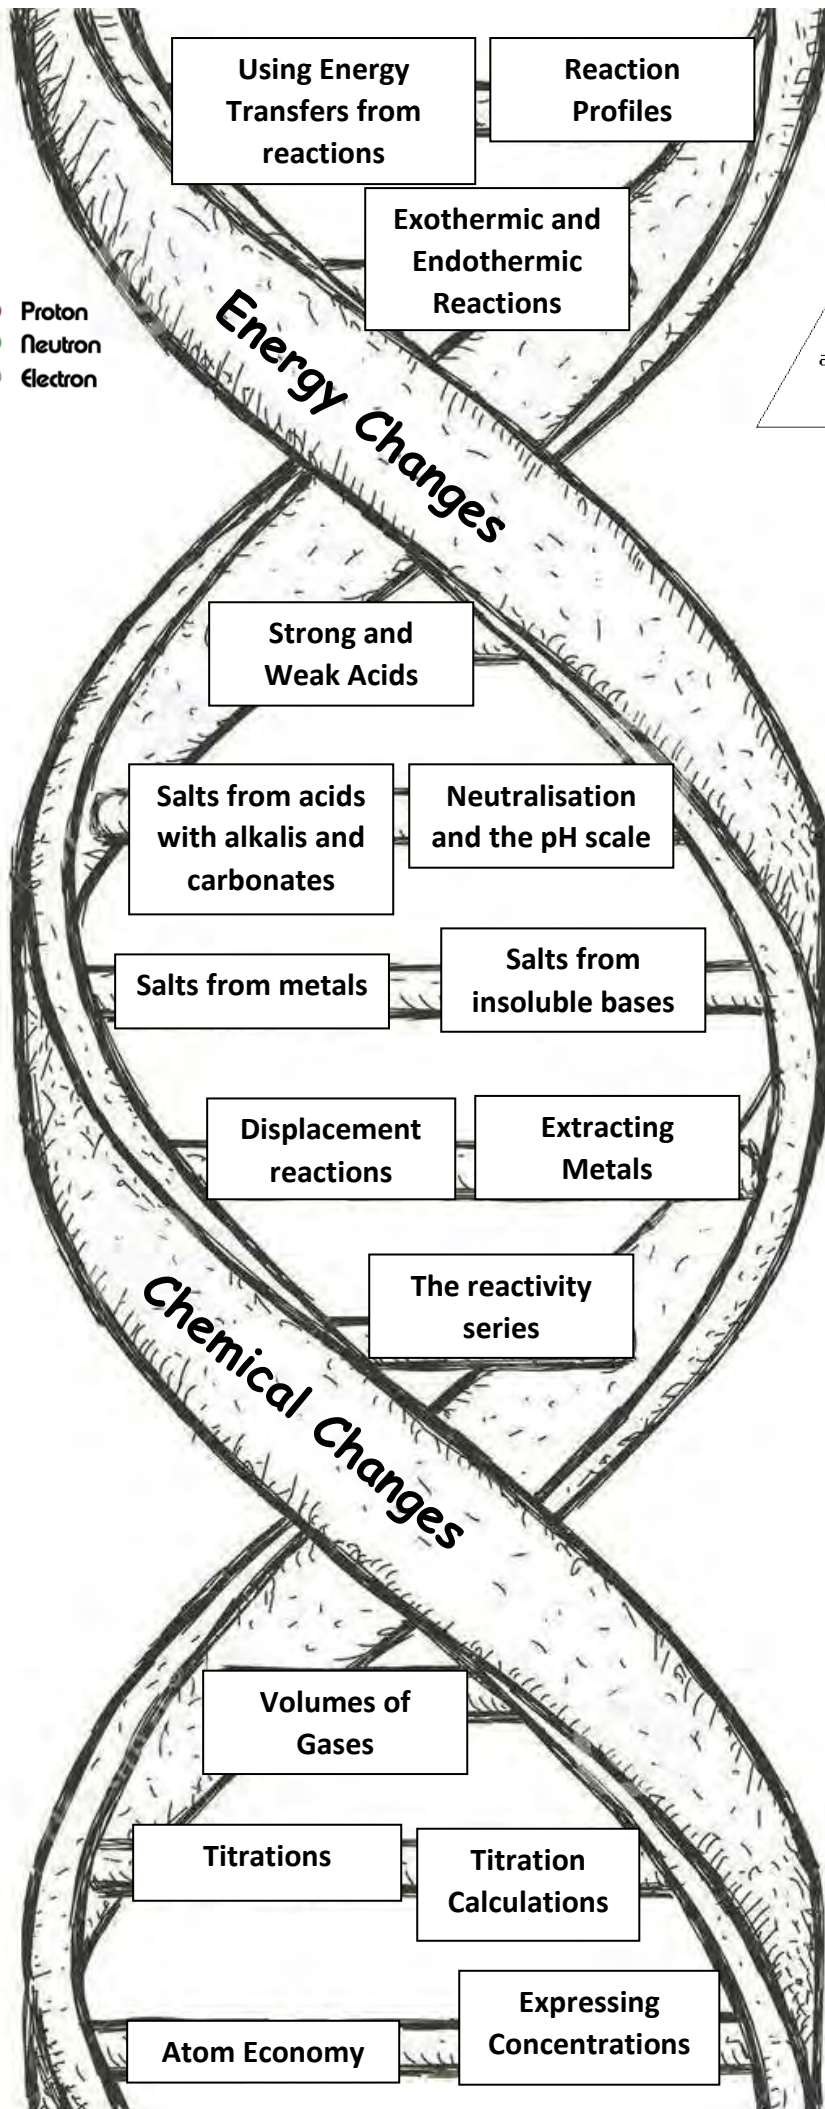 Using Energy
Transfers from
reactions
Reaction
Profiles
Exothermic and
Endothermic
Reactions
Proton
Neutron
Electron
Energy Changes
Strong and
Weak Acids
Salts from acids
with alkalis and
carbonates
Neutralisation
and the pH scale
Salts from metals
Salts from
insoluble bases
Displacement
reactions
Extracting
Metals
The reactivity
series
Chemical Changes
Volumes of
Gases
Titrations
Titration
Calculations
Expressing
Concentrations
Atom Economy